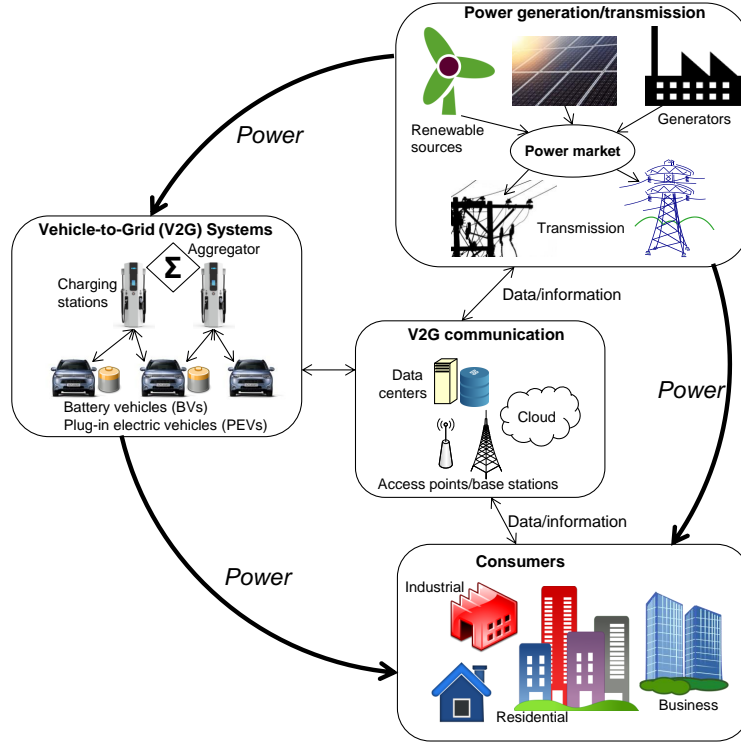 Power generation/transmission
Renewable
sources
Generators
Power market
Transmission
Power
Vehicle-to-Grid (V2G) Systems
Aggregator
Σ
Charging
stations
Battery vehicles (BVs)
Plug-in electric vehicles (PEVs)
Data/information
V2G communication
Data
centers
Cloud
Access points/base stations
Power
Data/information
Power
Consumers
Industrial
Residential
Business